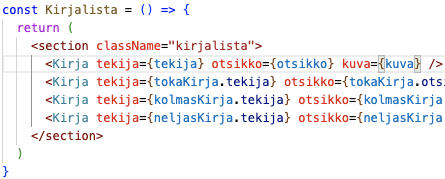 const Kirjalista = () => {
return (
<section className="kirjalista">
<Kirja tekija={tekija} otsikko={otsikko} kuva={kuva} />
<Kirja tekija={tokaKirja.tekija} otsikko={tokaKirja.ots
<Kirja tekija={kolmasKirja.tekija} otsikko={kolmasKirja
<Kirja tekija={neljasKirja.tekija} otsikko={neljasKirja
</section>
)
}